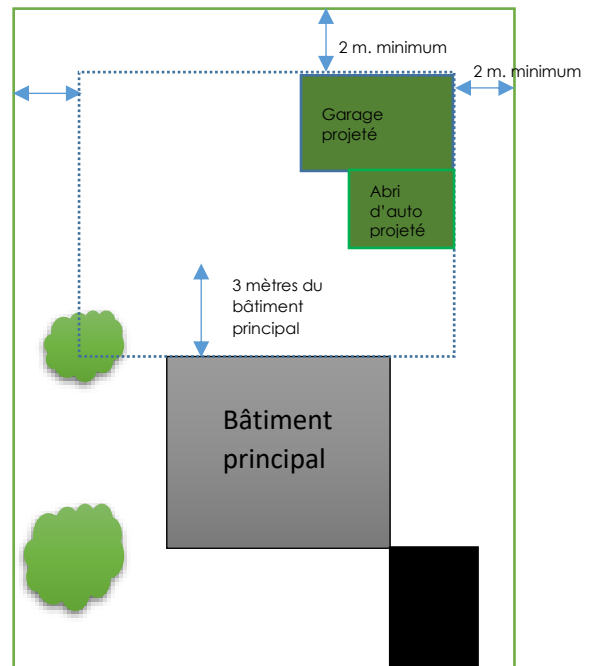 2 m. minimum
2 m. minimum
Garage
projeté
Abri
d'auto
projeté
3 mètres du
bâtiment
principal
Bâtiment
principal